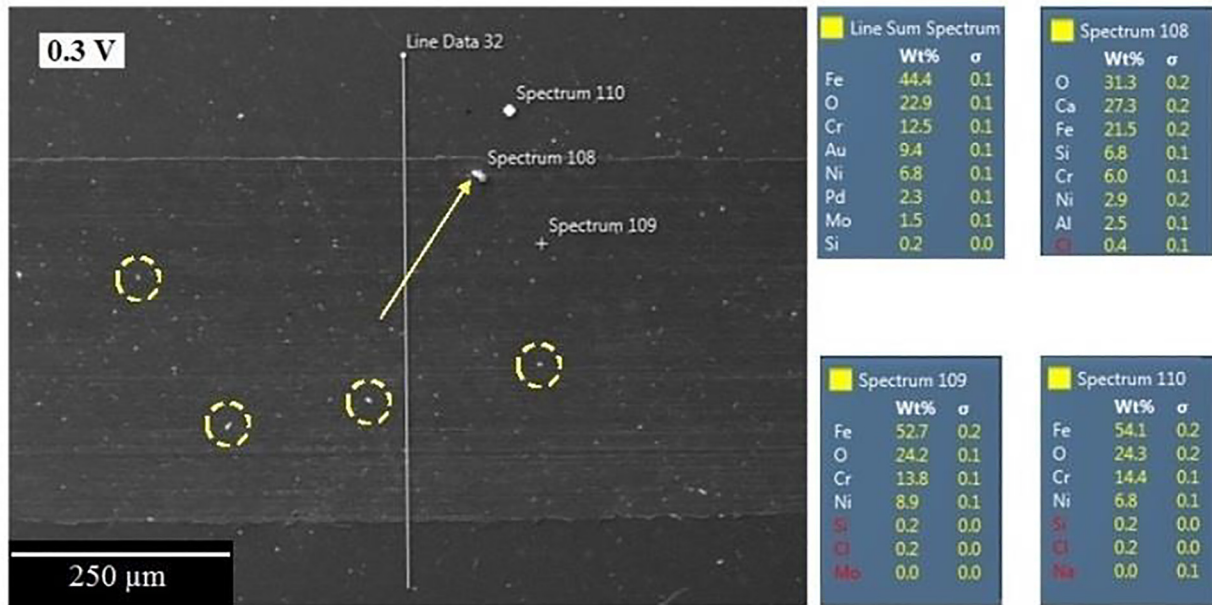 0.3 V
Line Data 32
Spectrum 110
Spectrum 108
Spectrum 109
250 µm
Line Sum Spectrum
Wt% σ
Fe 44.4 0.1
O 22.9 0.1
Cr 12.5 0.1
Au 9.4 0.1
Ni 6.8 0.1
Pd 2.3 0.1
Mo 1.5 0.1
Si 0.2 0.0
Spectrum 108
Wt% σ
O 31.3 0.2
Ca 27.3 0.2
Fe 21.5 0.2
Si 6.8 0.1
Cr 6.0 0.1
Ni 2.9 0.2
Al 2.5 0.1
Cl 0.4 0.1
Spectrum 109
Wt% σ
Fe 52.7 0.2
O 24.2 0.1
Cr 13.8 0.1
Ni 8.9 0.1
Si 0.2 0.0
Cl 0.2 0.0
Mo 0.0 0.0
Spectrum 110
Wt% σ
Fe 54.1 0.2
O 24.3 0.2
Cr 14.4 0.1
Ni 6.8 0.1
Si 0.2 0.0
Cl 0.2 0.0
Na 0.0 0.1